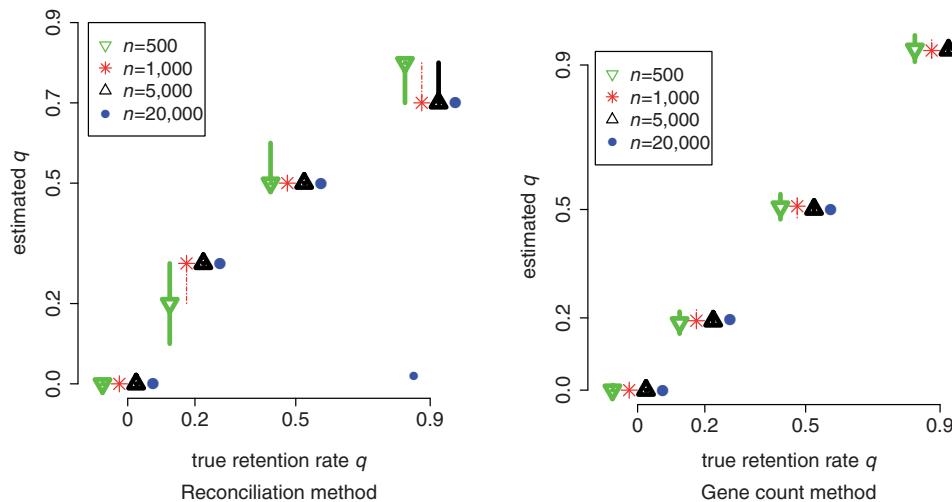 0.9
0.7
0.5
0.2
0.0
estimated q
n=500
n=1,000
n=5,000
n=20,000
0
0.2
0.5
0.9
true retention rate q
Reconciliation method
0.9
0.5
0.2
0.0
estimated q
n=500
n=1,000
n=5,000
n=20,000
0
0.2
0.5
0.9
true retention rate q
Gene count method